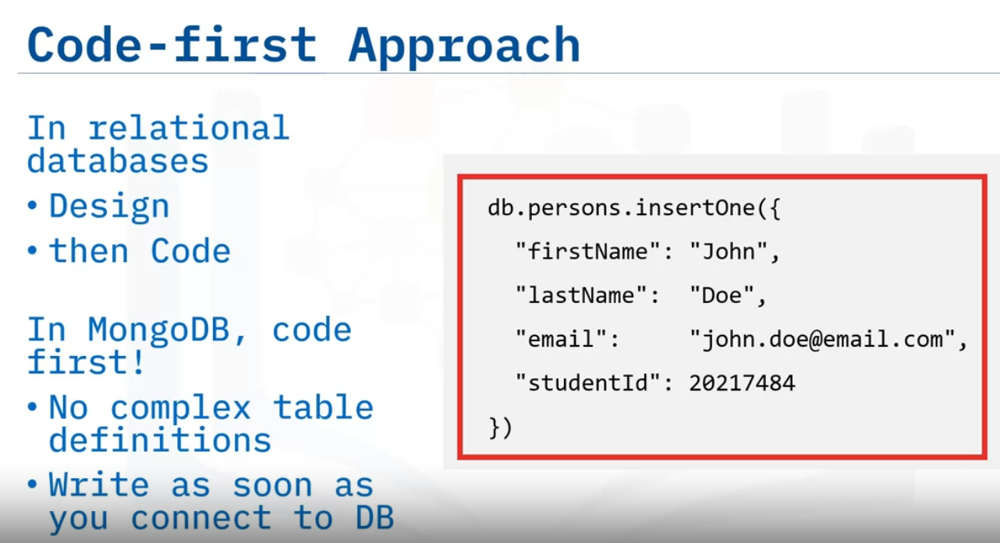 Code-first Approach
In relational
databases
• Design
• then Code
In MongoDB, code
first!
• No complex table
definitions
• Write as soon as
you connect to DB
db.persons.insertOne({
"firstName": "John",
"lastName": "Doe",
"email": "john.doe@email.com",
"studentId": 20217484
})